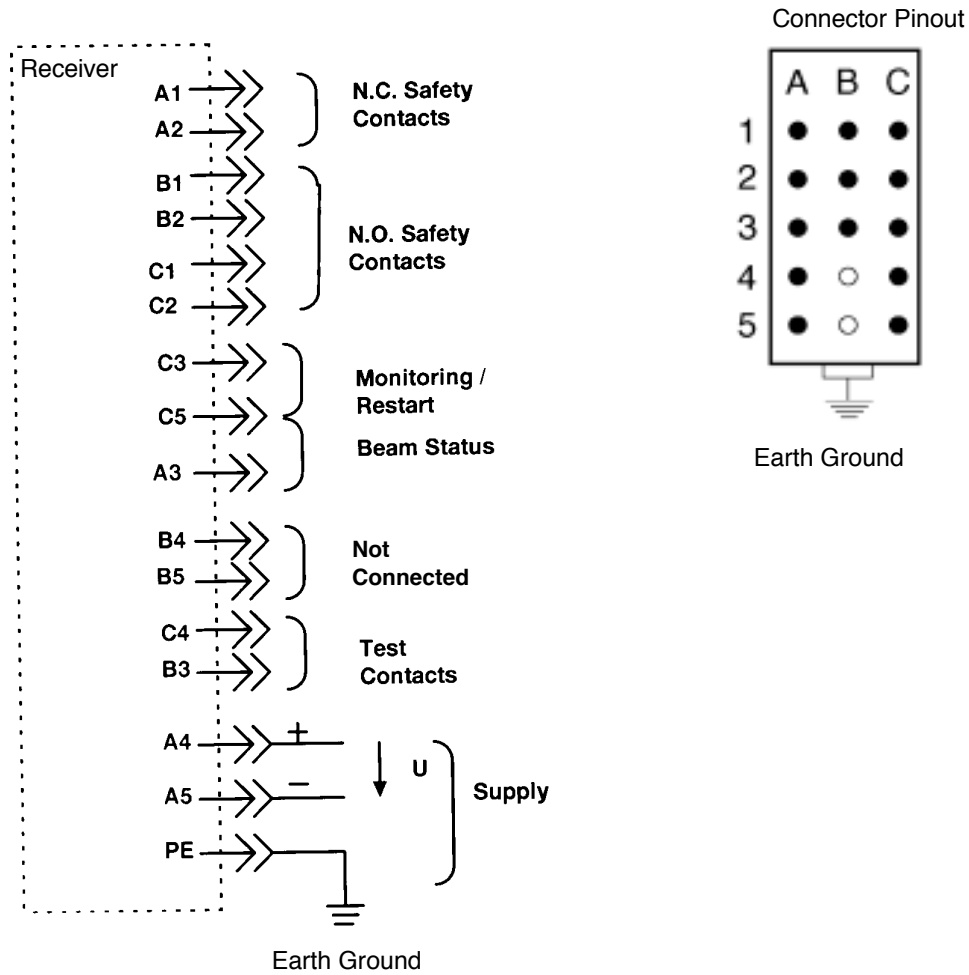 Connector Pinout
Receiver
A1
A2
N.C. Safety
Contacts
B1
B2
C1
C2
N.O. Safety
Contacts
C3
C5
A3
Monitoring /
Restart
Beam Status
B4
B5
Not
Connected
C4
B3
Test
Contacts
A4
+
A5
–
U
PE
Supply
Earth Ground
A B C
1
2
3
4
5
Earth Ground